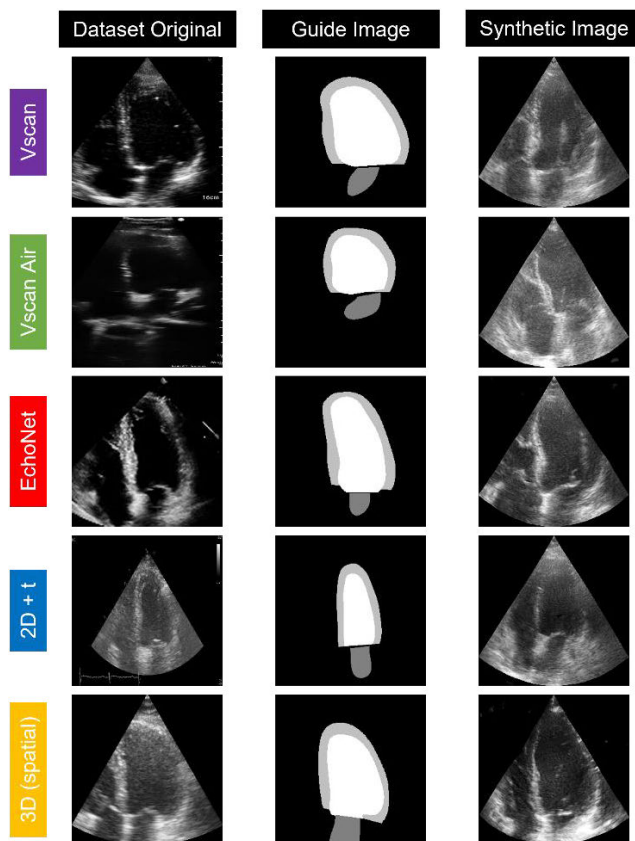 Dataset Original
Guide Image
Synthetic Image
Vscan
16cm
Vscan Air
EchoNet
2D + t
3D (spatial)